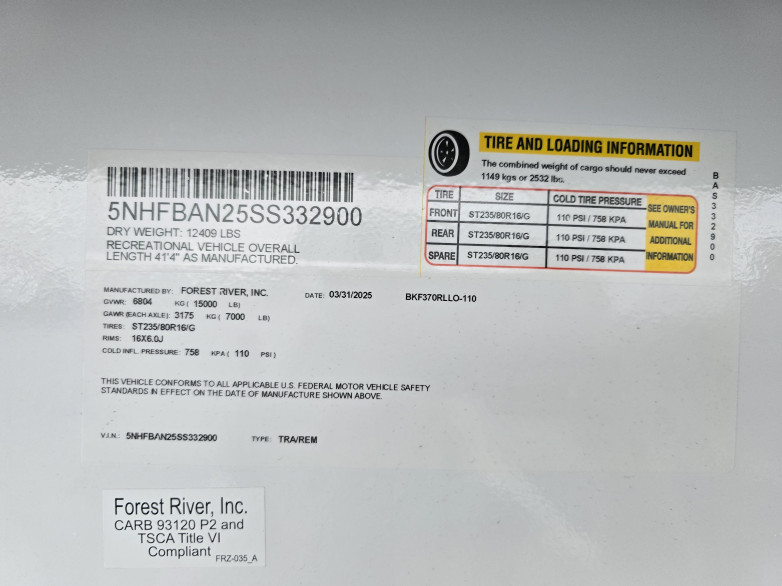 5NHFBAN25SS332900
DRY WEIGHT: 12409 LBS
RECREATIONAL VEHICLE OVERALL
LENGTH 41'4" AS MANUFACTURED.
TIRE AND LOADING INFORMATION
The combined weight of cargo should never exceed
1149 kgs or 2532 lbs.
TIRE SIZE COLD TIRE PRESSURE
FRONT ST235/80R16/G 110 PSI / 758 KPA
REAR ST235/80R16/G 110 PSI / 758 KPA
SPARE ST235/80R16/G 110 PSI / 758 KPA
SEE OWNER'S
MANUAL FOR
ADDITIONAL
INFORMATION
BAS332900
MANUFACTURED BY: FOREST RIVER, INC. DATE: 03/31/2025 BKF370RLLO-110
GVWR: 6804 KG ( 15000 LB)
GAWR (EACH AXLE): 3175 KG ( 7000 LB)
TIRES: ST235/80R16/G
RIMS: 16X6.0J
COLD INFL. PRESSURE: 758 KPA ( 110 PSI )
THIS VEHICLE CONFORMS TO ALL APPLICABLE U.S. FEDERAL MOTOR VEHICLE SAFETY
STANDARDS IN EFFECT ON THE DATE OF MANUFACTURE SHOWN ABOVE.
V.I.N.: 5NHFBAN25SS332900 TYPE: TRA/REM
Forest River, Inc.
CARB 93120 P2 and
TSCA Title VI
Compliant
FRZ-035_A